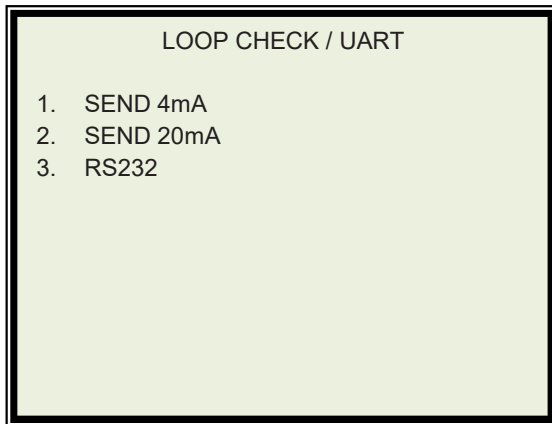 LOOP CHECK / UART
1. SEND 4mA
2. SEND 20mA
3. RS232